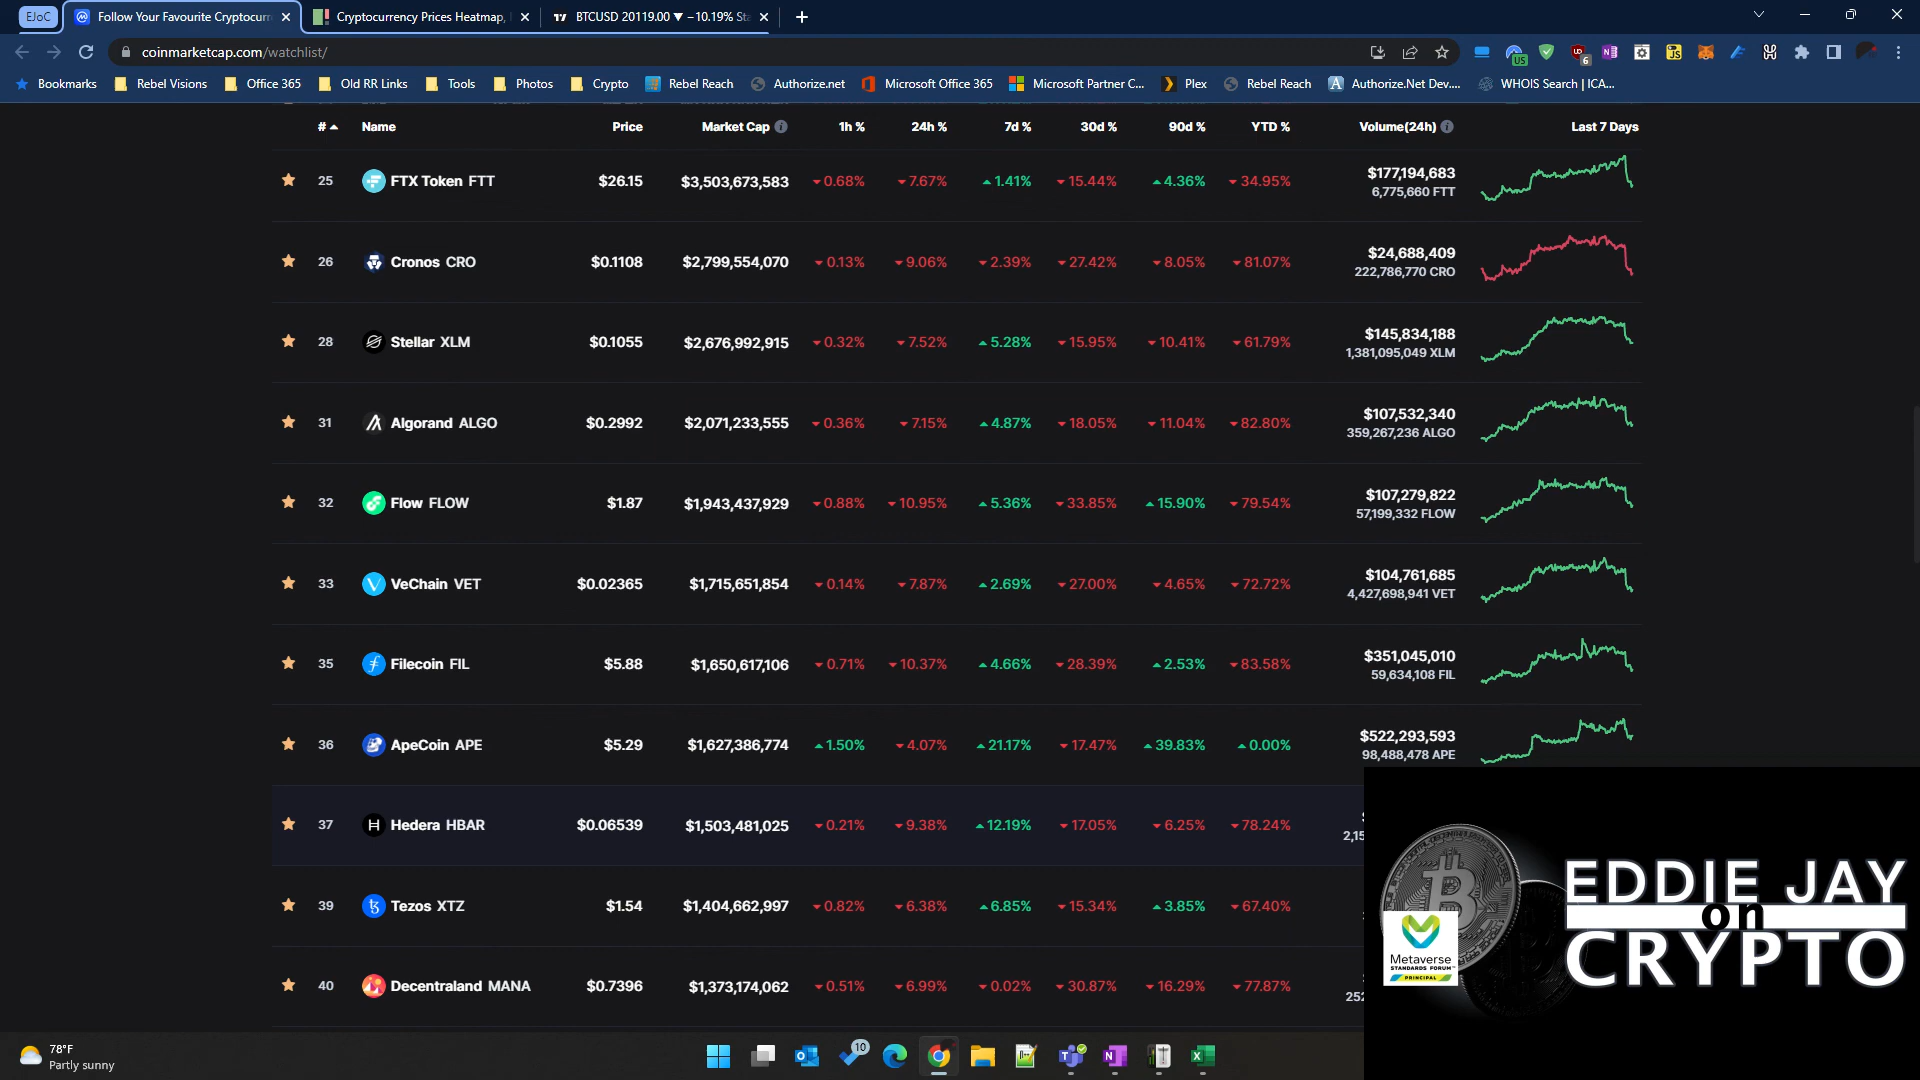 EJoC
Follow Your Favourite Cryptocurr
Cryptocurrency Prices Heatmap,
BTCUSD 20119.00 ▼ −10.19%
coinmarketcap.com/watchlist/
US
6
Bookmarks
Rebel Visions
Office 365
Old RR Links
Tools
Photos
Crypto
Rebel Reach
Authorize.net
Microsoft Office 365
Microsoft Partner C...
Plex
Rebel Reach
Authorize.Net Dev....
WHOIS Search | ICA...
# Name Price Market Cap 1h % 24h % 7d % 30d % 90d % YTD % Volume(24h) Last 7 Days
25 FTX Token FTT $26.15 $3,503,673,583 0.68% 7.67% 1.41% 15.44% 4.36% 34.95% $177,194,683
6,775,660 FTT
26 Cronos CRO $0.1108 $2,799,554,070 0.13% 9.06% 2.39% 27.42% 8.05% 81.07% $24,688,409
222,786,770 CRO
28 Stellar XLM $0.1055 $2,676,992,915 0.32% 7.52% 5.28% 15.95% 10.41% 61.79% $145,834,188
1,381,095,049 XLM
31 Algorand ALGO $0.2992 $2,071,233,555 0.36% 7.15% 4.87% 18.05% 11.04% 82.80% $107,532,340
359,267,236 ALGO
32 Flow FLOW $1.87 $1,943,437,929 0.88% 10.95% 5.36% 33.85% 15.90% 79.54% $107,279,822
57,199,332 FLOW
33 VeChain VET $0.02365 $1,715,651,854 0.14% 7.87% 2.69% 27.00% 4.65% 72.72% $104,761,685
4,427,698,941 VET
35 Filecoin FIL $5.88 $1,650,617,106 0.71% 10.37% 4.66% 28.39% 2.53% 83.58% $351,045,010
59,634,108 FIL
36 ApeCoin APE $5.29 $1,627,386,774 1.50% 4.07% 21.17% 17.47% 39.83% 0.00% $522,293,593
98,488,478 APE
37 Hedera HBAR $0.06539 $1,503,481,025 0.21% 9.38% 12.19% 17.05% 6.25% 78.24%
2,15
39 Tezos XTZ $1.54 $1,404,662,997 0.82% 6.38% 6.85% 15.34% 3.85% 67.40%
40 Decentraland MANA $0.7396 $1,373,174,062 0.51% 6.99% 0.02% 30.87% 16.29% 77.87%
252
EDDIE JAY
on
CRYPTO
Metaverse
STANDARDS FORUM
PRINCIPAL
78°F
Partly sunny
10